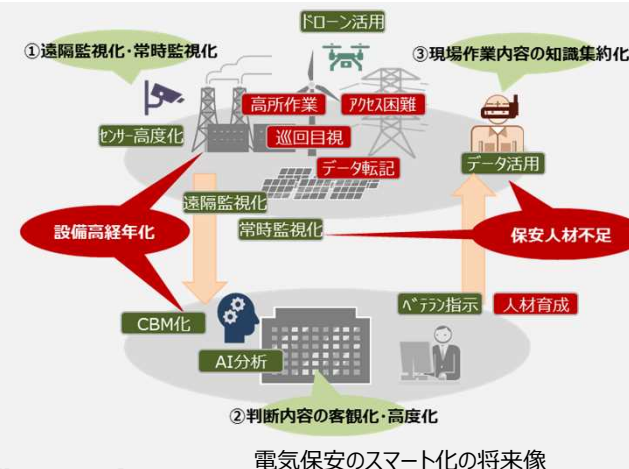 ドローン活用
①遠隔監視化・常時監視化
③現場作業内容の知識集約化
高所作業
アクセス困難
センサー高度化
巡回目視
データ転記
データ活用
遠隔監視化
常時監視化
設備高経年化
保安人材不足
CBM化
AI分析
ベテラン指示
人材育成
②判断内容の客観化・高度化
電気保安のスマート化の将来像